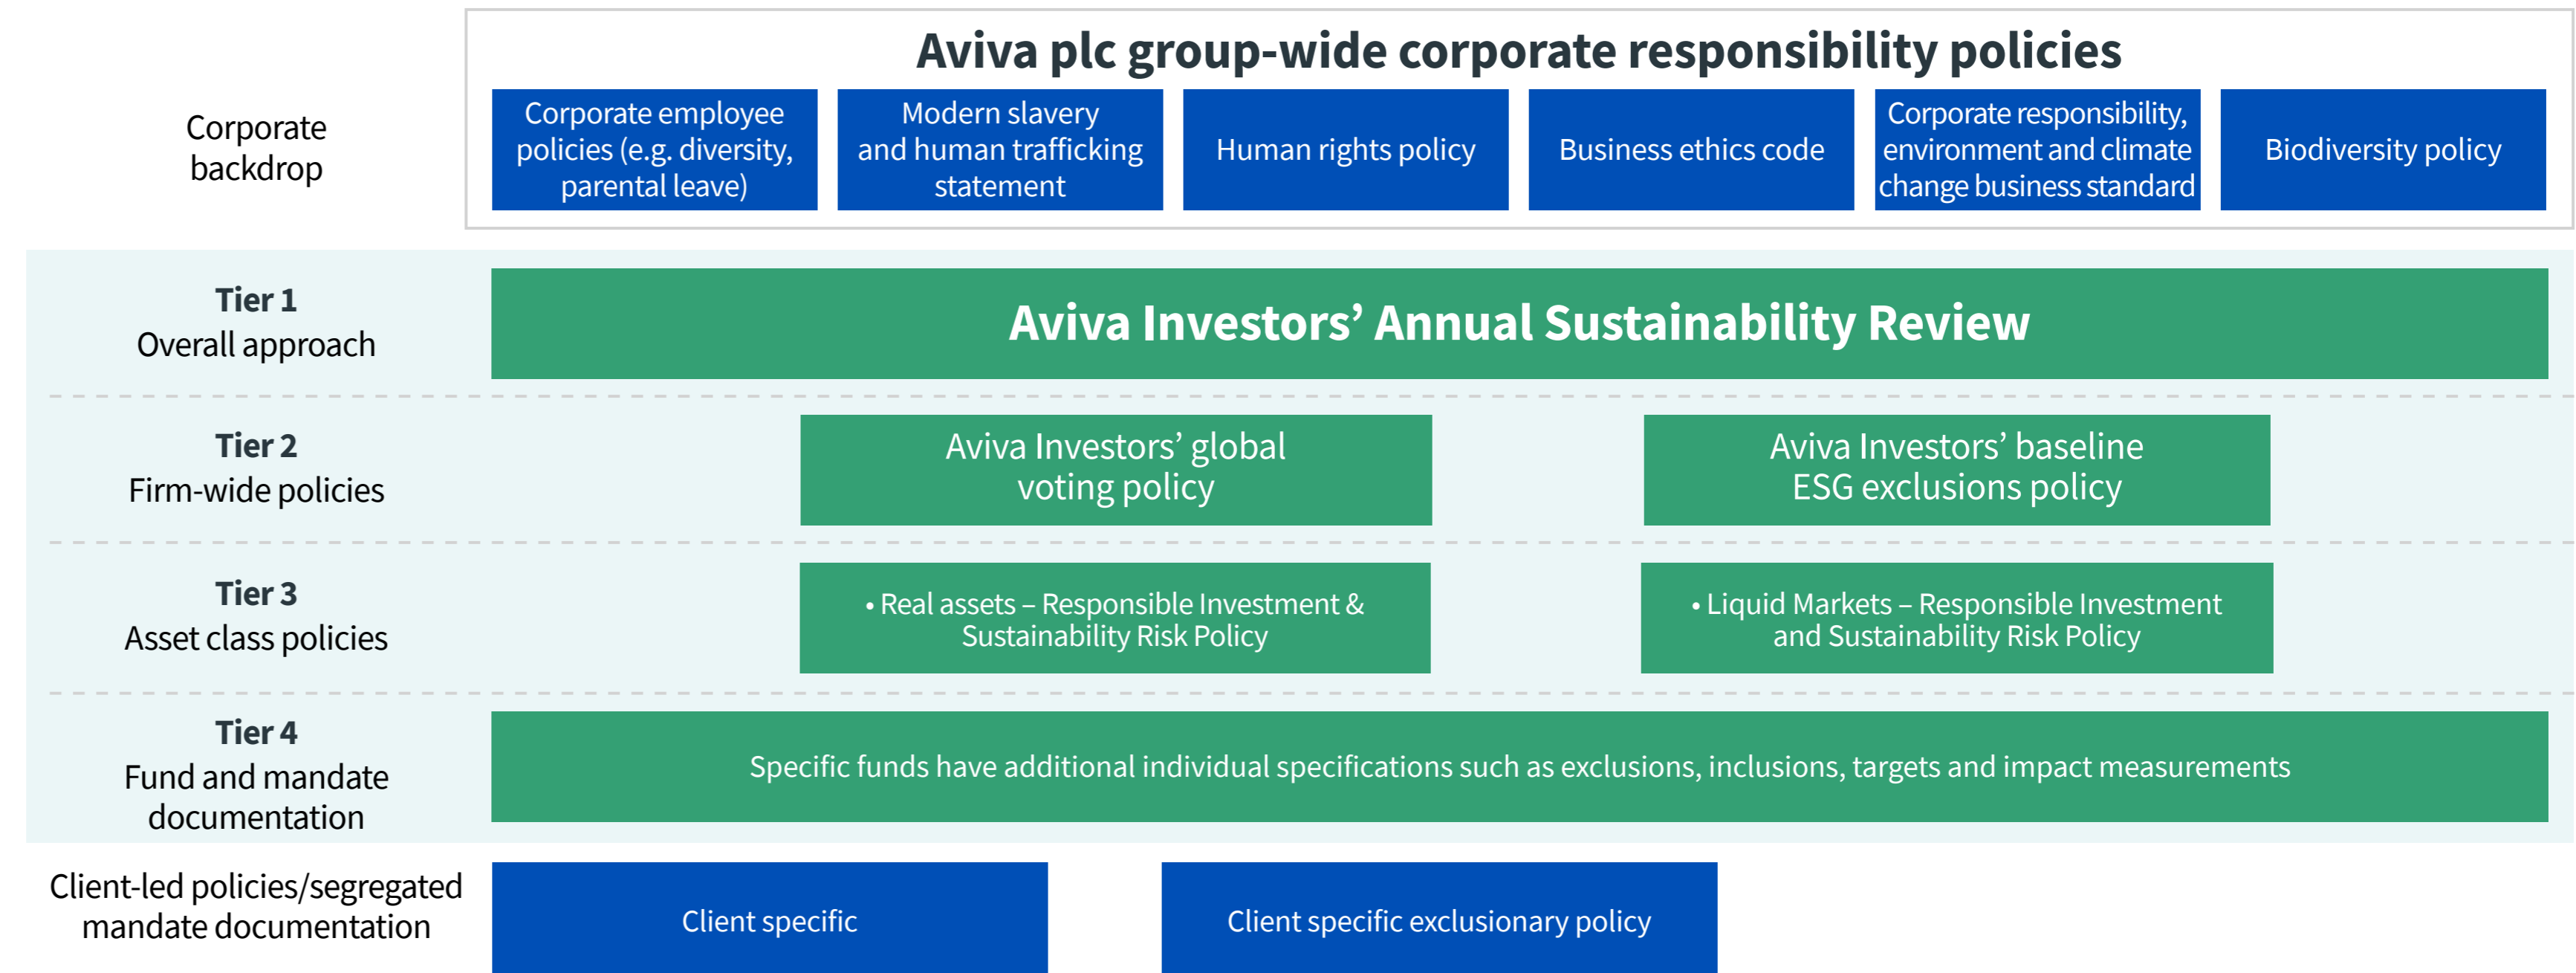 Aviva plc group-wide corporate responsibility policies
Corporate
backdrop
Corporate employee
policies (e.g. diversity,
parental leave)
Modern slavery
and human trafficking
statement
Human rights policy
Business ethics code
Corporate responsibility,
environment and climate
change business standard
Biodiversity policy
Tier 1
Overall approach
Aviva Investors’ Annual Sustainability Review
Tier 2
Firm-wide policies
Aviva Investors’ global
voting policy
Aviva Investors’ baseline
ESG exclusions policy
Tier 3
Asset class policies
• Real assets – Responsible Investment &
Sustainability Risk Policy
• Liquid Markets – Responsible Investment
and Sustainability Risk Policy
Tier 4
Fund and mandate
documentation
Specific funds have additional individual specifications such as exclusions, inclusions, targets and impact measurements
Client-led policies/segregated
mandate documentation
Client specific
Client specific exclusionary policy